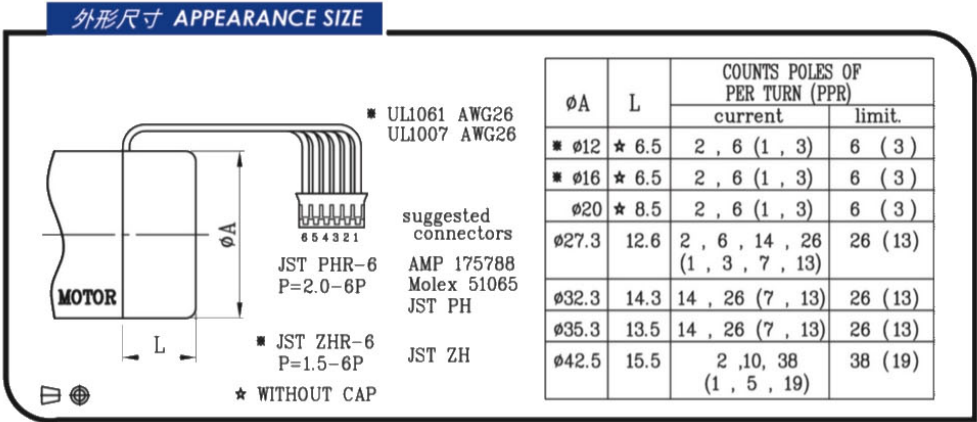 外形尺寸 APPEARANCE SIZE
※ UL1061 AWG26
UL1007 AWG26
6 5 4 3 2 1
suggested
connectors
JST PHR-6
P=2.0-6P
AMP 175788
Molex 51065
JST PH
※ JST ZHR-6
P=1.5-6P
JST ZH
☆ WITHOUT CAP
MOTOR
øA
L
øA L COUNTS POLES OF
PER TURN (PPR)
current limit.
※ ø12 ☆ 6.5 2 , 6 (1 , 3) 6 ( 3 )
※ ø16 ☆ 6.5 2 , 6 (1 , 3) 6 ( 3 )
ø20 ☆ 8.5 2 , 6 (1 , 3) 6 ( 3 )
ø27.3 12.6 2 , 6 , 14 , 26 26 (13)
(1 , 3 , 7 , 13)
ø32.3 14.3 14 , 26 (7 , 13) 26 (13)
ø35.3 13.5 14 , 26 (7 , 13) 26 (13)
ø42.5 15.5 2 ,10, 38 38 (19)
(1 , 5 , 19)